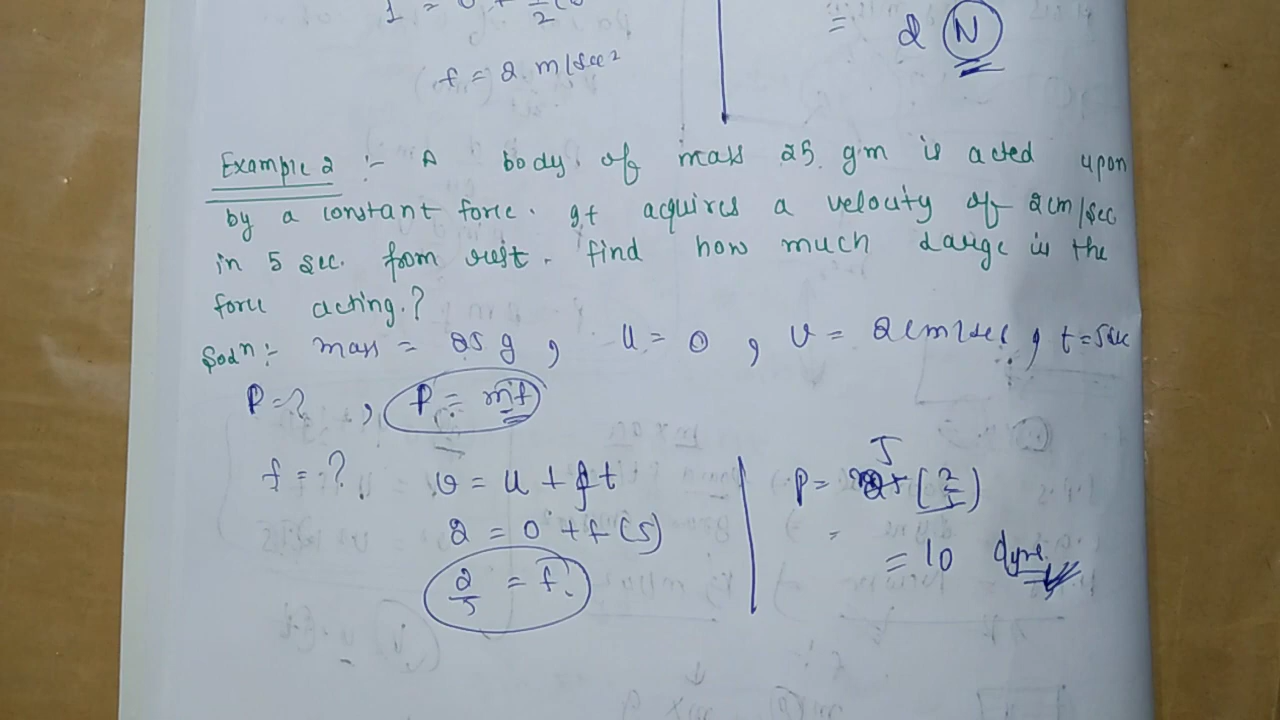 f = 2 m/sec²
= 2 N
Example 2 :- A body of mass 25 gm is acted upon
by a constant force. It acquires a velocity of 2cm/sec
in 5 sec. from rest. find how much large is the
force acting.?
Soln:- mass = 25 g, u = 0, v = 2cm/sec, t=5sec
P=?, P = mf
f = ? v = u + ft
2 = 0 + f(5)
2/5 = f.
5
P = 25 (2/5)
= 10 dyne